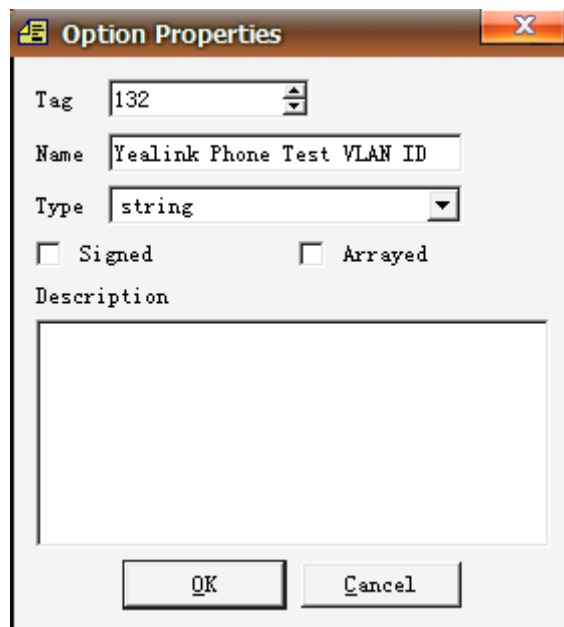 Option Properties
Tag 132
Name Yealink Phone Test VLAN ID
Type string
Signed Arrayed
Description
OK Cancel